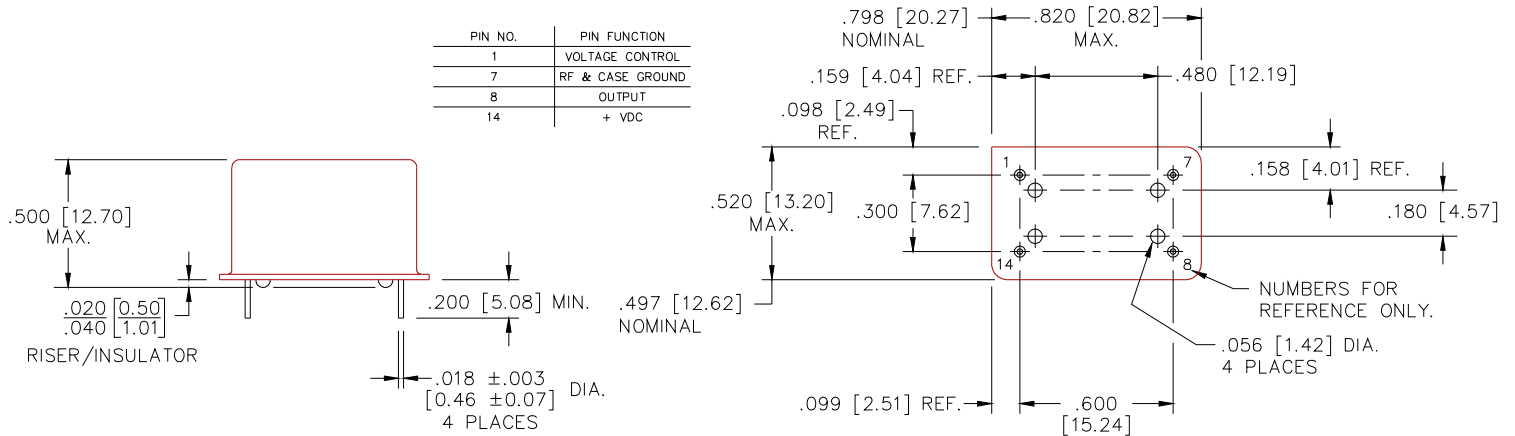 PIN NO. PIN FUNCTION
1 VOLTAGE CONTROL
7 RF & CASE GROUND
8 OUTPUT
14 + VDC
.500 [12.70]
MAX.
.020 [0.50]
.040 [1.01]
RISER/INSULATOR
.200 [5.08] MIN.
.018 ±.003
[0.46 ±0.07] DIA.
4 PLACES
.798 [20.27]
NOMINAL
.820 [20.82]
MAX.
.159 [4.04] REF.
.480 [12.19]
.098 [2.49]
REF.
.158 [4.01] REF.
.520 [13.20]
MAX.
.300 [7.62]
.180 [4.57]
1
7
14
8
.497 [12.62]
NOMINAL
NUMBERS FOR
REFERENCE ONLY.
.056 [1.42] DIA.
4 PLACES
.099 [2.51] REF.
.600
[15.24]